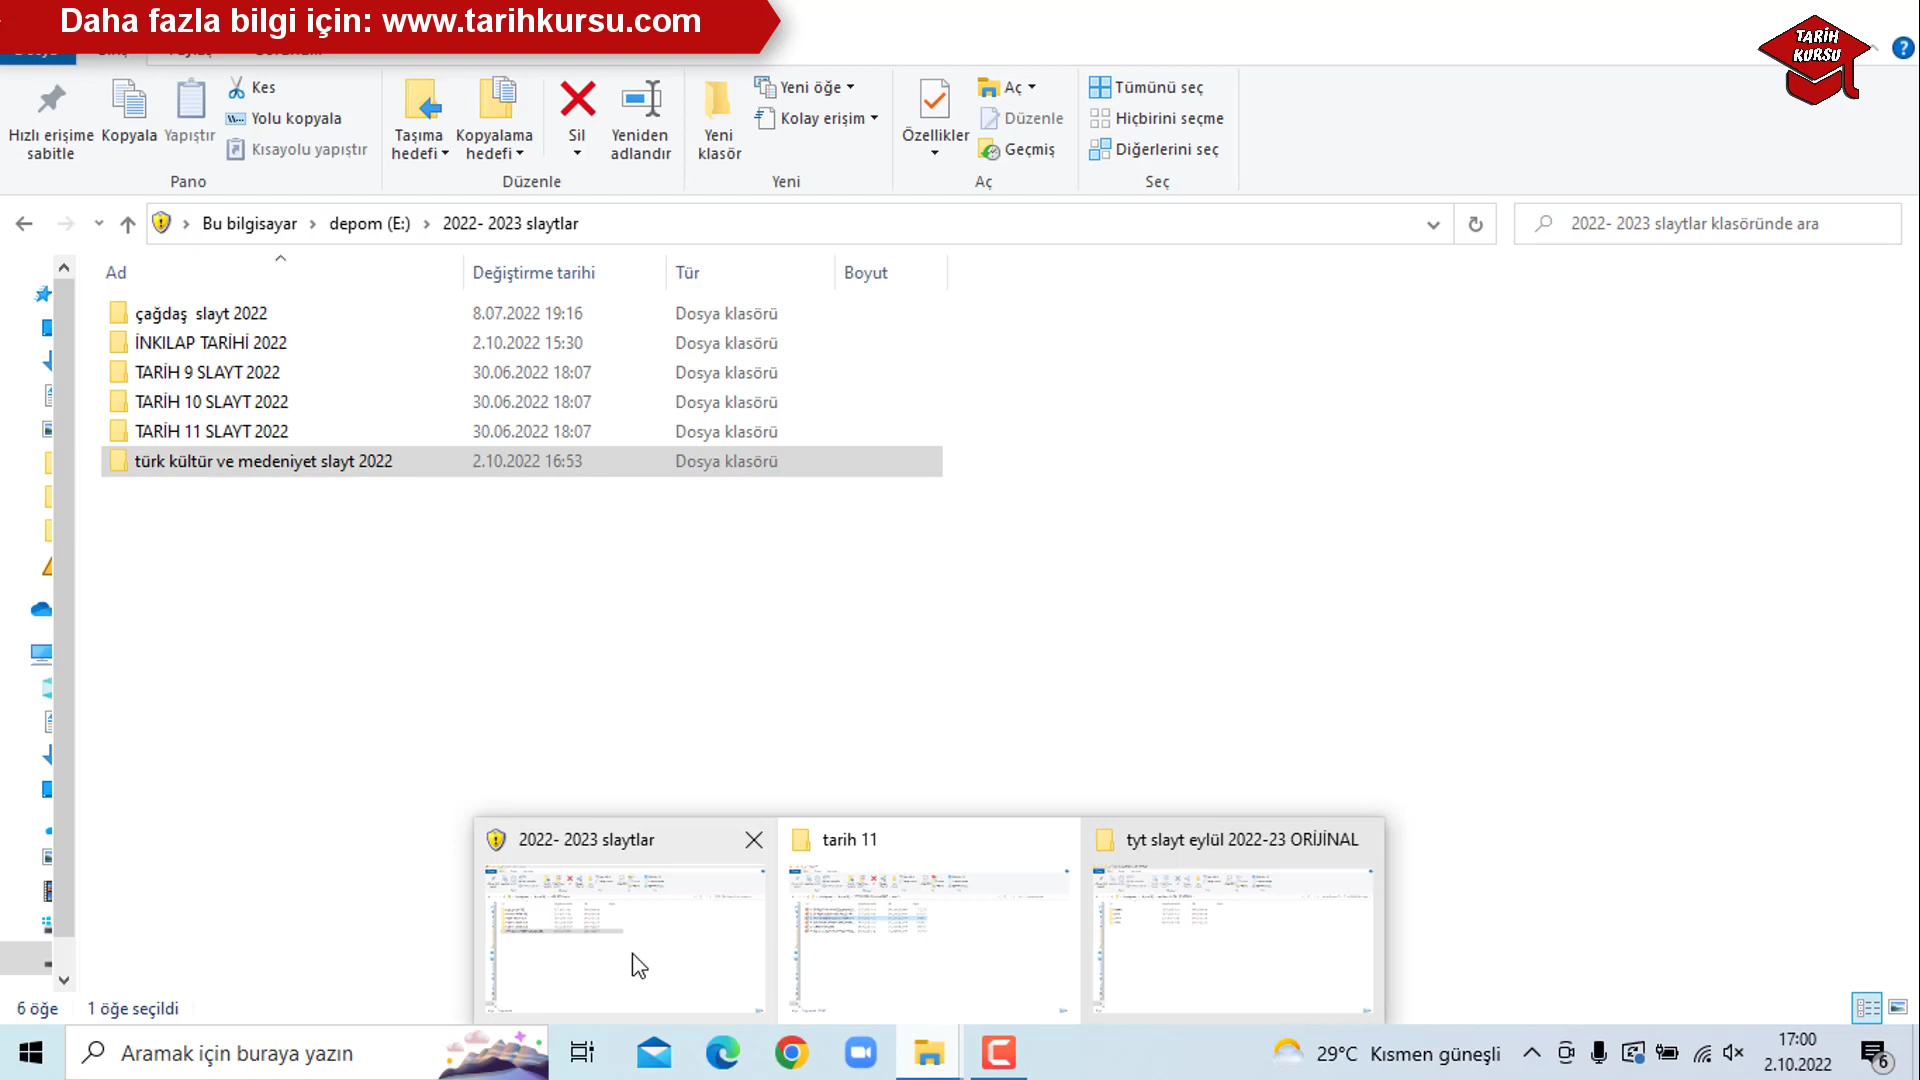 Daha fazla bilgi için: www.tarihkursu.com
TARİH
KURSU
Kes
Yolu kopyala
Kısayolu yapıştır
Hızlı erişime
sabitle
Kopyala
Yapıştır
Pano
Taşıma
hedefi
Kopyalama
hedefi
Sil
Yeniden
adlandır
Düzenle
Yeni
klasör
Yeni öğe
Kolay erişim
Yeni
Özellikler
Aç
Düzenle
Geçmiş
Aç
Tümünü seç
Hiçbirini seçme
Diğerlerini seç
Seç
Bu bilgisayar > depom (E:) > 2022- 2023 slaytlar
2022- 2023 slaytlar klasöründe ara
Ad Değiştirme tarihi Tür Boyut
çağdaş  slayt 2022 8.07.2022 19:16 Dosya klasörü
İNKILAP TARİHİ 2022 2.10.2022 15:30 Dosya klasörü
TARİH 9 SLAYT 2022 30.06.2022 18:07 Dosya klasörü
TARİH 10 SLAYT 2022 30.06.2022 18:07 Dosya klasörü
TARİH 11 SLAYT 2022 30.06.2022 18:07 Dosya klasörü
türk kültür ve medeniyet slayt 2022 2.10.2022 16:53 Dosya klasörü
2022- 2023 slaytlar
tarih 11
tyt slayt eylül 2022-23 ORİJİNAL
6 öğe 1 öğe seçildi
Aramak için buraya yazın
29°C Kısmen güneşli
17:00
2.10.2022
6